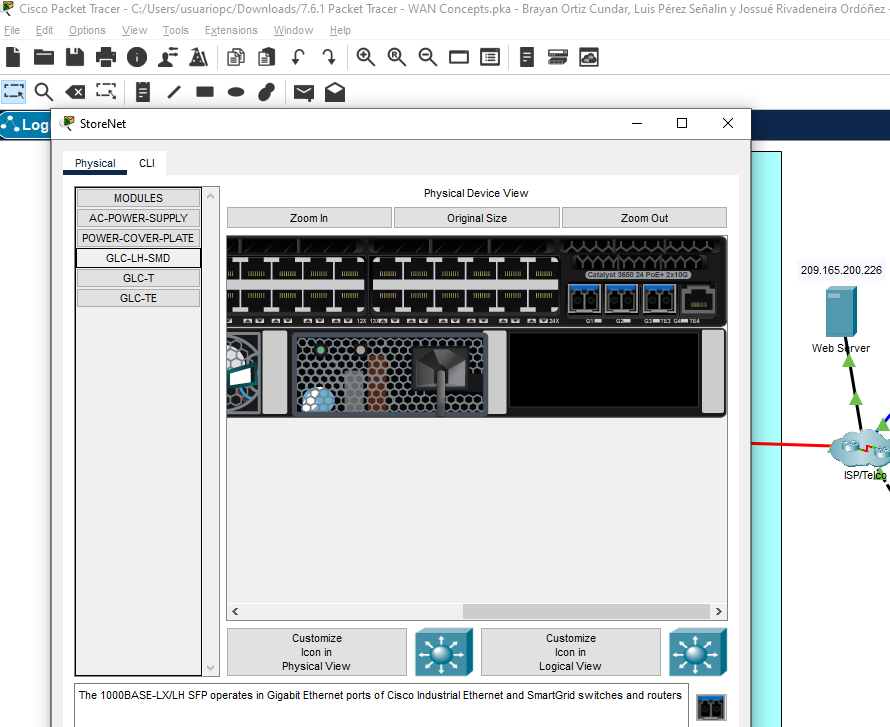 Cisco Packet Tracer - C:/Users/usuariopc/Downloads/7.6.1 Packet Tracer - WAN Concepts.pka - Brayan Ortiz Cundar, Luis Pérez Señalin y Jossué Rivadeneira Ordóñez -
File Edit Options View Tools Extensions Window Help
Logi
StoreNet
Physical CLI
MODULES
AC-POWER-SUPPLY
POWER-COVER-PLATE
GLC-LH-SMD
GLC-T
GLC-TE
Physical Device View
Zoom In Original Size Zoom Out
Catalyst 3650 24 PoE+ 2x10G
12X 13X 24X G1 G2 G3 TE3 G4 TE4
Customize
Icon in
Physical View
Customize
Icon in
Logical View
The 1000BASE-LX/LH SFP operates in Gigabit Ethernet ports of Cisco Industrial Ethernet and SmartGrid switches and routers
209.165.200.226
Web Server
ISP/Telco